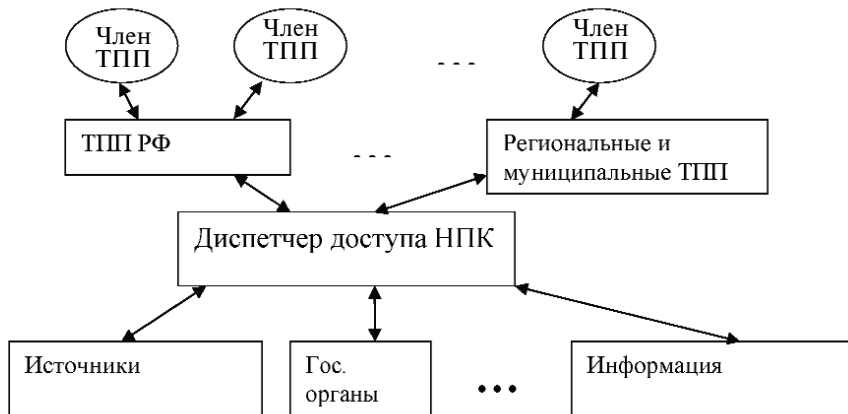 Член
ТПП
Член
ТПП
Член
ТПП
- - -
ТПП РФ
- - -
Региональные и
муниципальные ТПП
Диспетчер доступа НПК
Источники
Гос.
органы
...
Информация